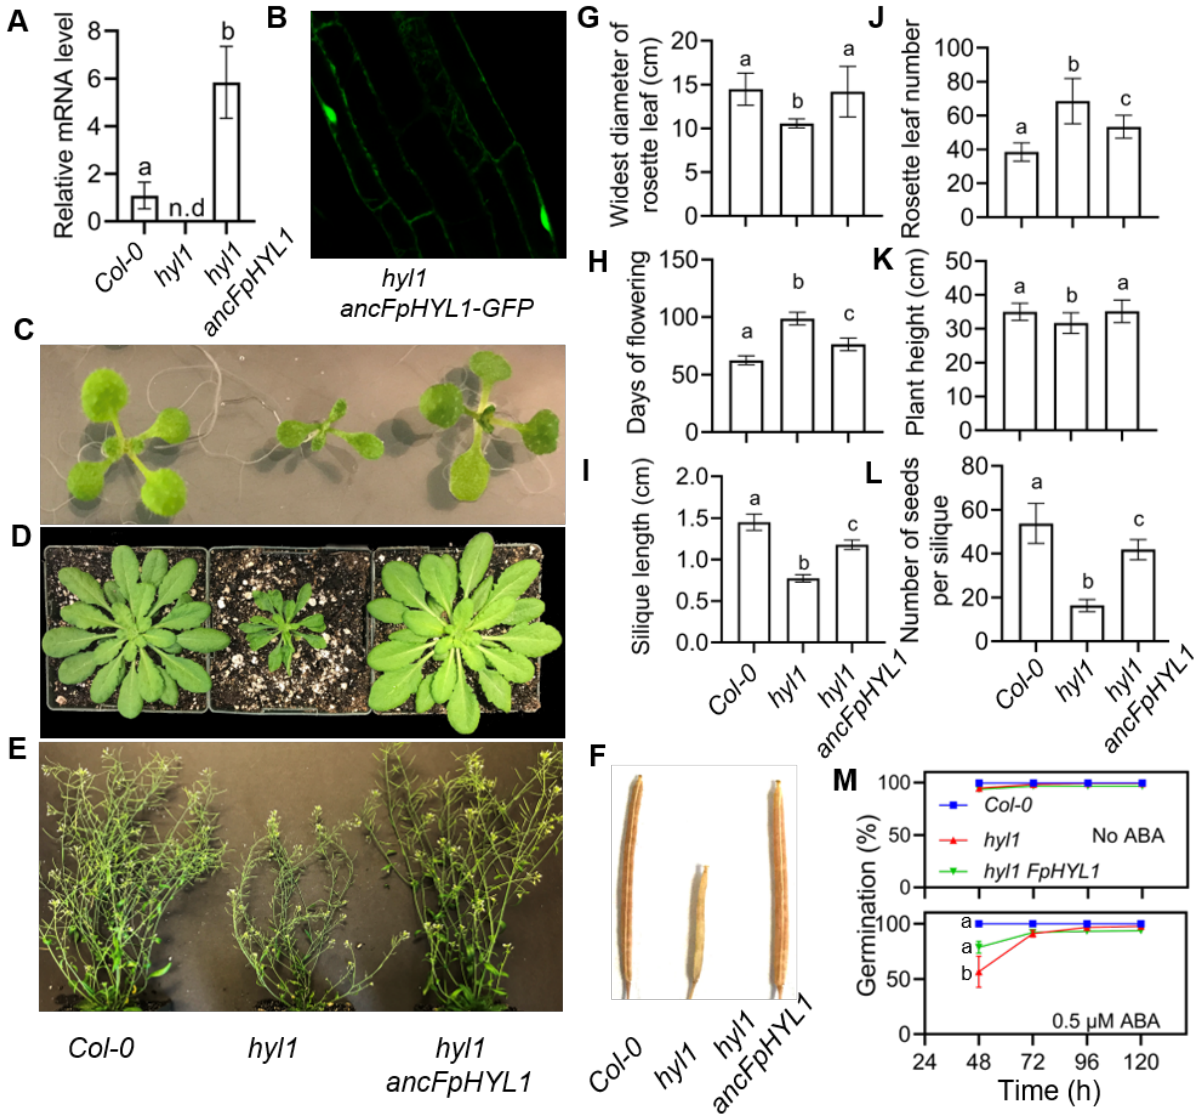 A
Relative mRNA level
8
6
4
2
0
a
n.d
b
Col-0
hyl1
hyl1
ancFpHYL1
B
hyl1
ancFpHYL1-GFP
C
D
E
Col-0
hyl1
hyl1
ancFpHYL1
F
Col-0
hyl1
hyl1
ancFpHYL1
G
Widest diameter of
rosette leaf (cm)
20
15
10
5
0
a
b
a
H
Days of flowering
150
100
50
0
a
b
c
I
Silique length (cm)
2.0
1.5
1.0
0.5
0.0
a
b
c
Col-0
hyl1
hyl1
ancFpHYL1
J
Rosette leaf number
100
80
60
40
20
0
a
b
c
K
Plant height (cm)
50
40
30
20
10
0
a
b
a
L
Number of seeds
per silique
80
60
40
20
0
a
b
c
Col-0
hyl1
hyl1
ancFpHYL1
M
Germination (%)
100
50
0
Col-0
hyl1
hyl1 FpHYL1
No ABA
100
50
0
a
a
b
0.5 µM ABA
24
48
72
96
120
Time (h)